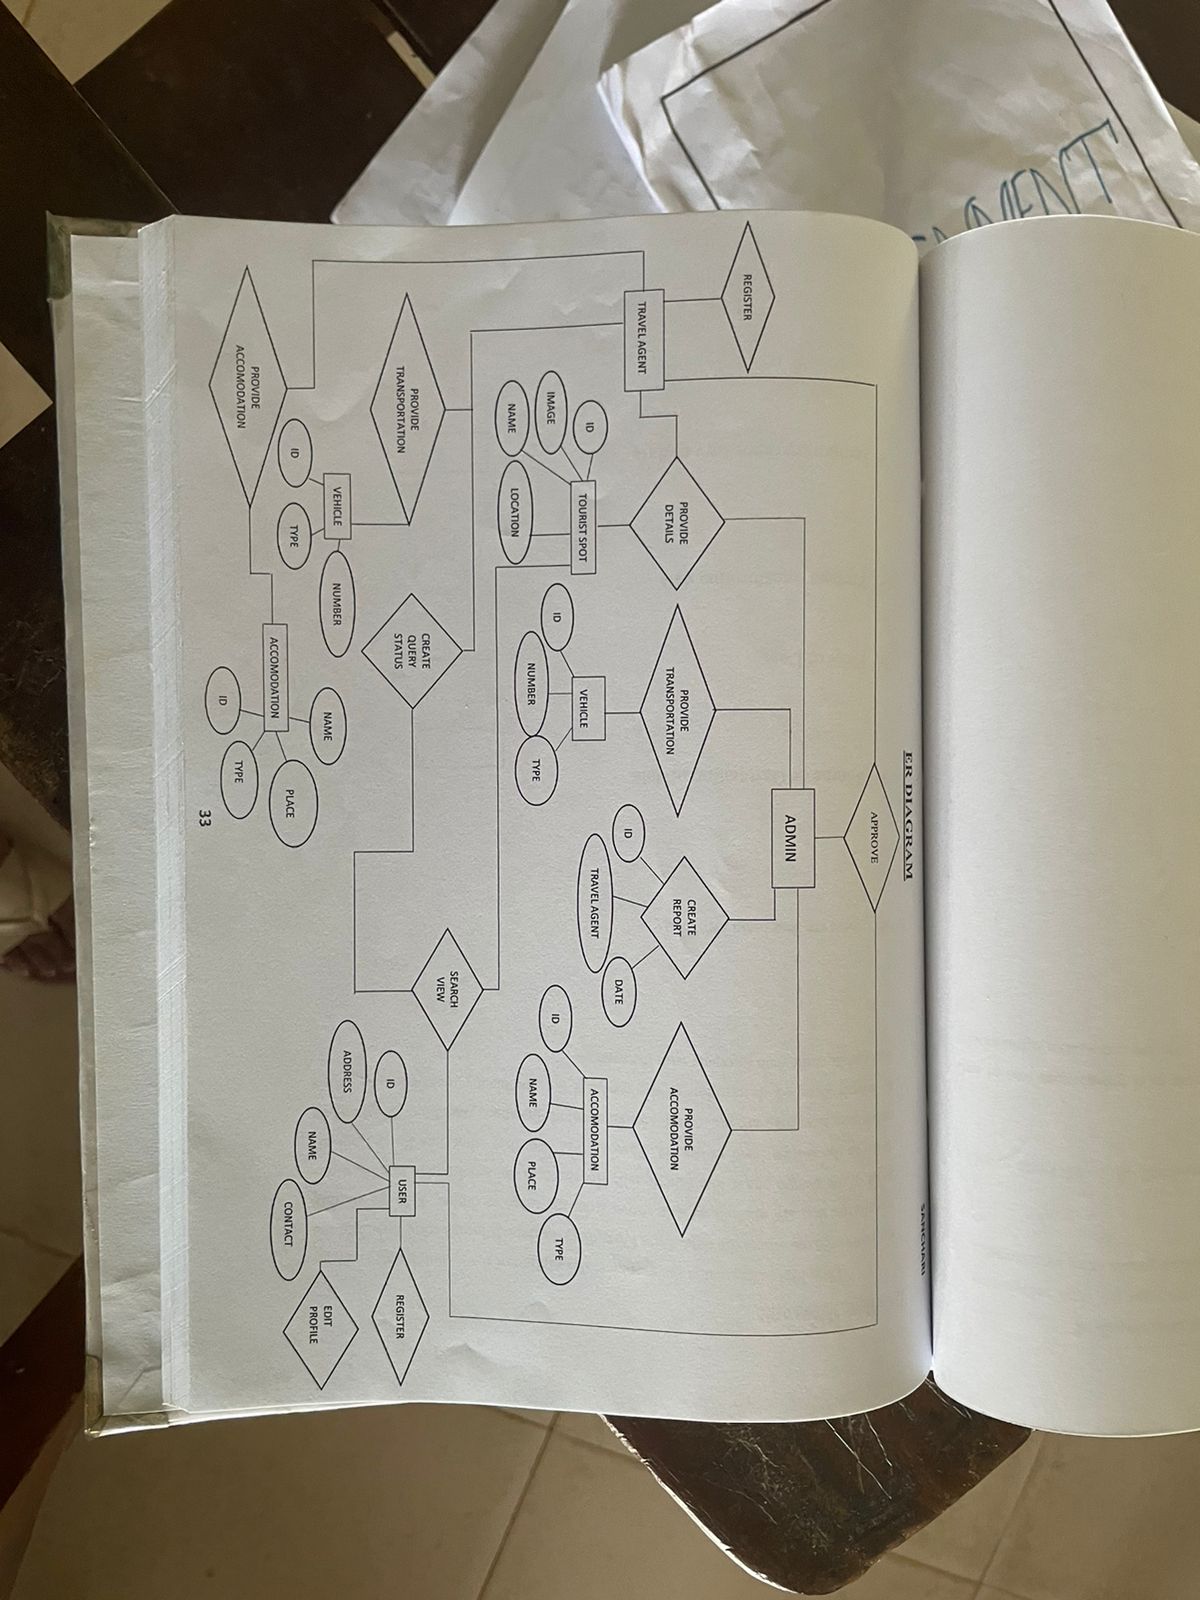 SANCHARI
ER DIAGRAM
APPROVE
ADMIN
REGISTER
PROVIDE
DETAILS
PROVIDE
TRANSPORTATION
CREATE
REPORT
PROVIDE
ACCOMODATION
TRAVEL AGENT
ID
DATE
TRAVEL AGENT
TOURIST SPOT
ID
IMAGE
NAME
LOCATION
VEHICLE
ID
NUMBER
TYPE
ACCOMODATION
ID
NAME
PLACE
TYPE
SEARCH
VIEW
PROVIDE
TRANSPORTATION
CREATE
QUERY
STATUS
USER
REGISTER
ID
ADDRESS
NAME
CONTACT
EDIT
PROFILE
VEHICLE
NUMBER
ID
TYPE
NAME
PLACE
ACCOMODATION
TYPE
ID
PROVIDE
ACCOMODATION
33